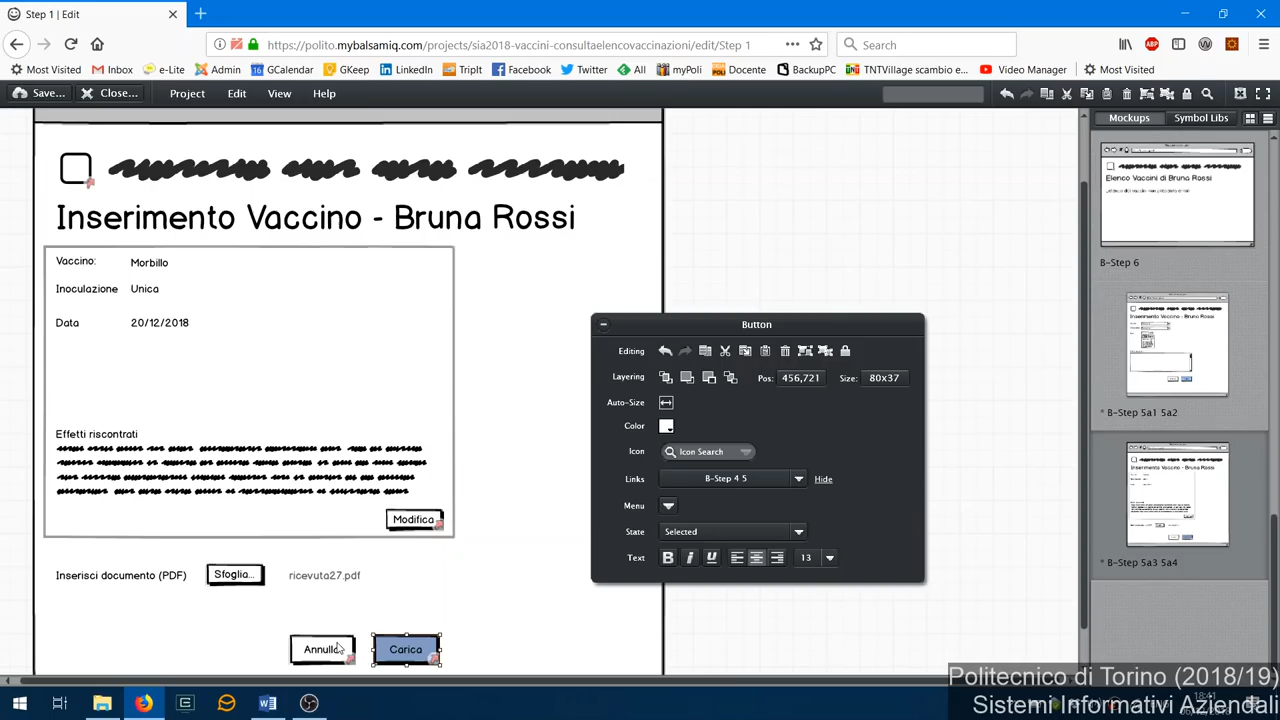 Step 1 | Edit
https://polito.mybalsamiq.com/projects/sia2018-vaccini-consultaelencovaccinazioni/edit/Step 1
Search
Most Visited
Inbox
e-Lite
Admin
GCalendar
GKeep
LinkedIn
TripIt
Facebook
Twitter
All
myPoli
Docente
BackupPC
TNTVillage scambio e...
Video Manager
Most Visited
Save...
Close...
Project
Edit
View
Help
Mockups
Symbol Libs
Inserimento Vaccino - Bruna Rossi
Vaccino: Morbillo
Inoculazione Unica
Data 20/12/2018
Effetti riscontrati
Modifica
Inserisci documento (PDF) Sfoglia... ricevuta27.pdf
Annulla
Carica
Button
Editing
Layering Pos: 456,721 Size: 80x37
Auto-Size
Color
Icon Icon Search
Links B-Step 4 5 Hide
Menu
State Selected
Text B i U 13
Elenco Vaccini di Bruna Rossi
B-Step 6
Inserimento Vaccino - Bruna Rossi
* B-Step 5a1 5a2
Inserimento Vaccino - Bruna Rossi
* B-Step 5a3 5a4
Politecnico di Torino (2018/19)
Sistemi Informativi Aziendali
18:41